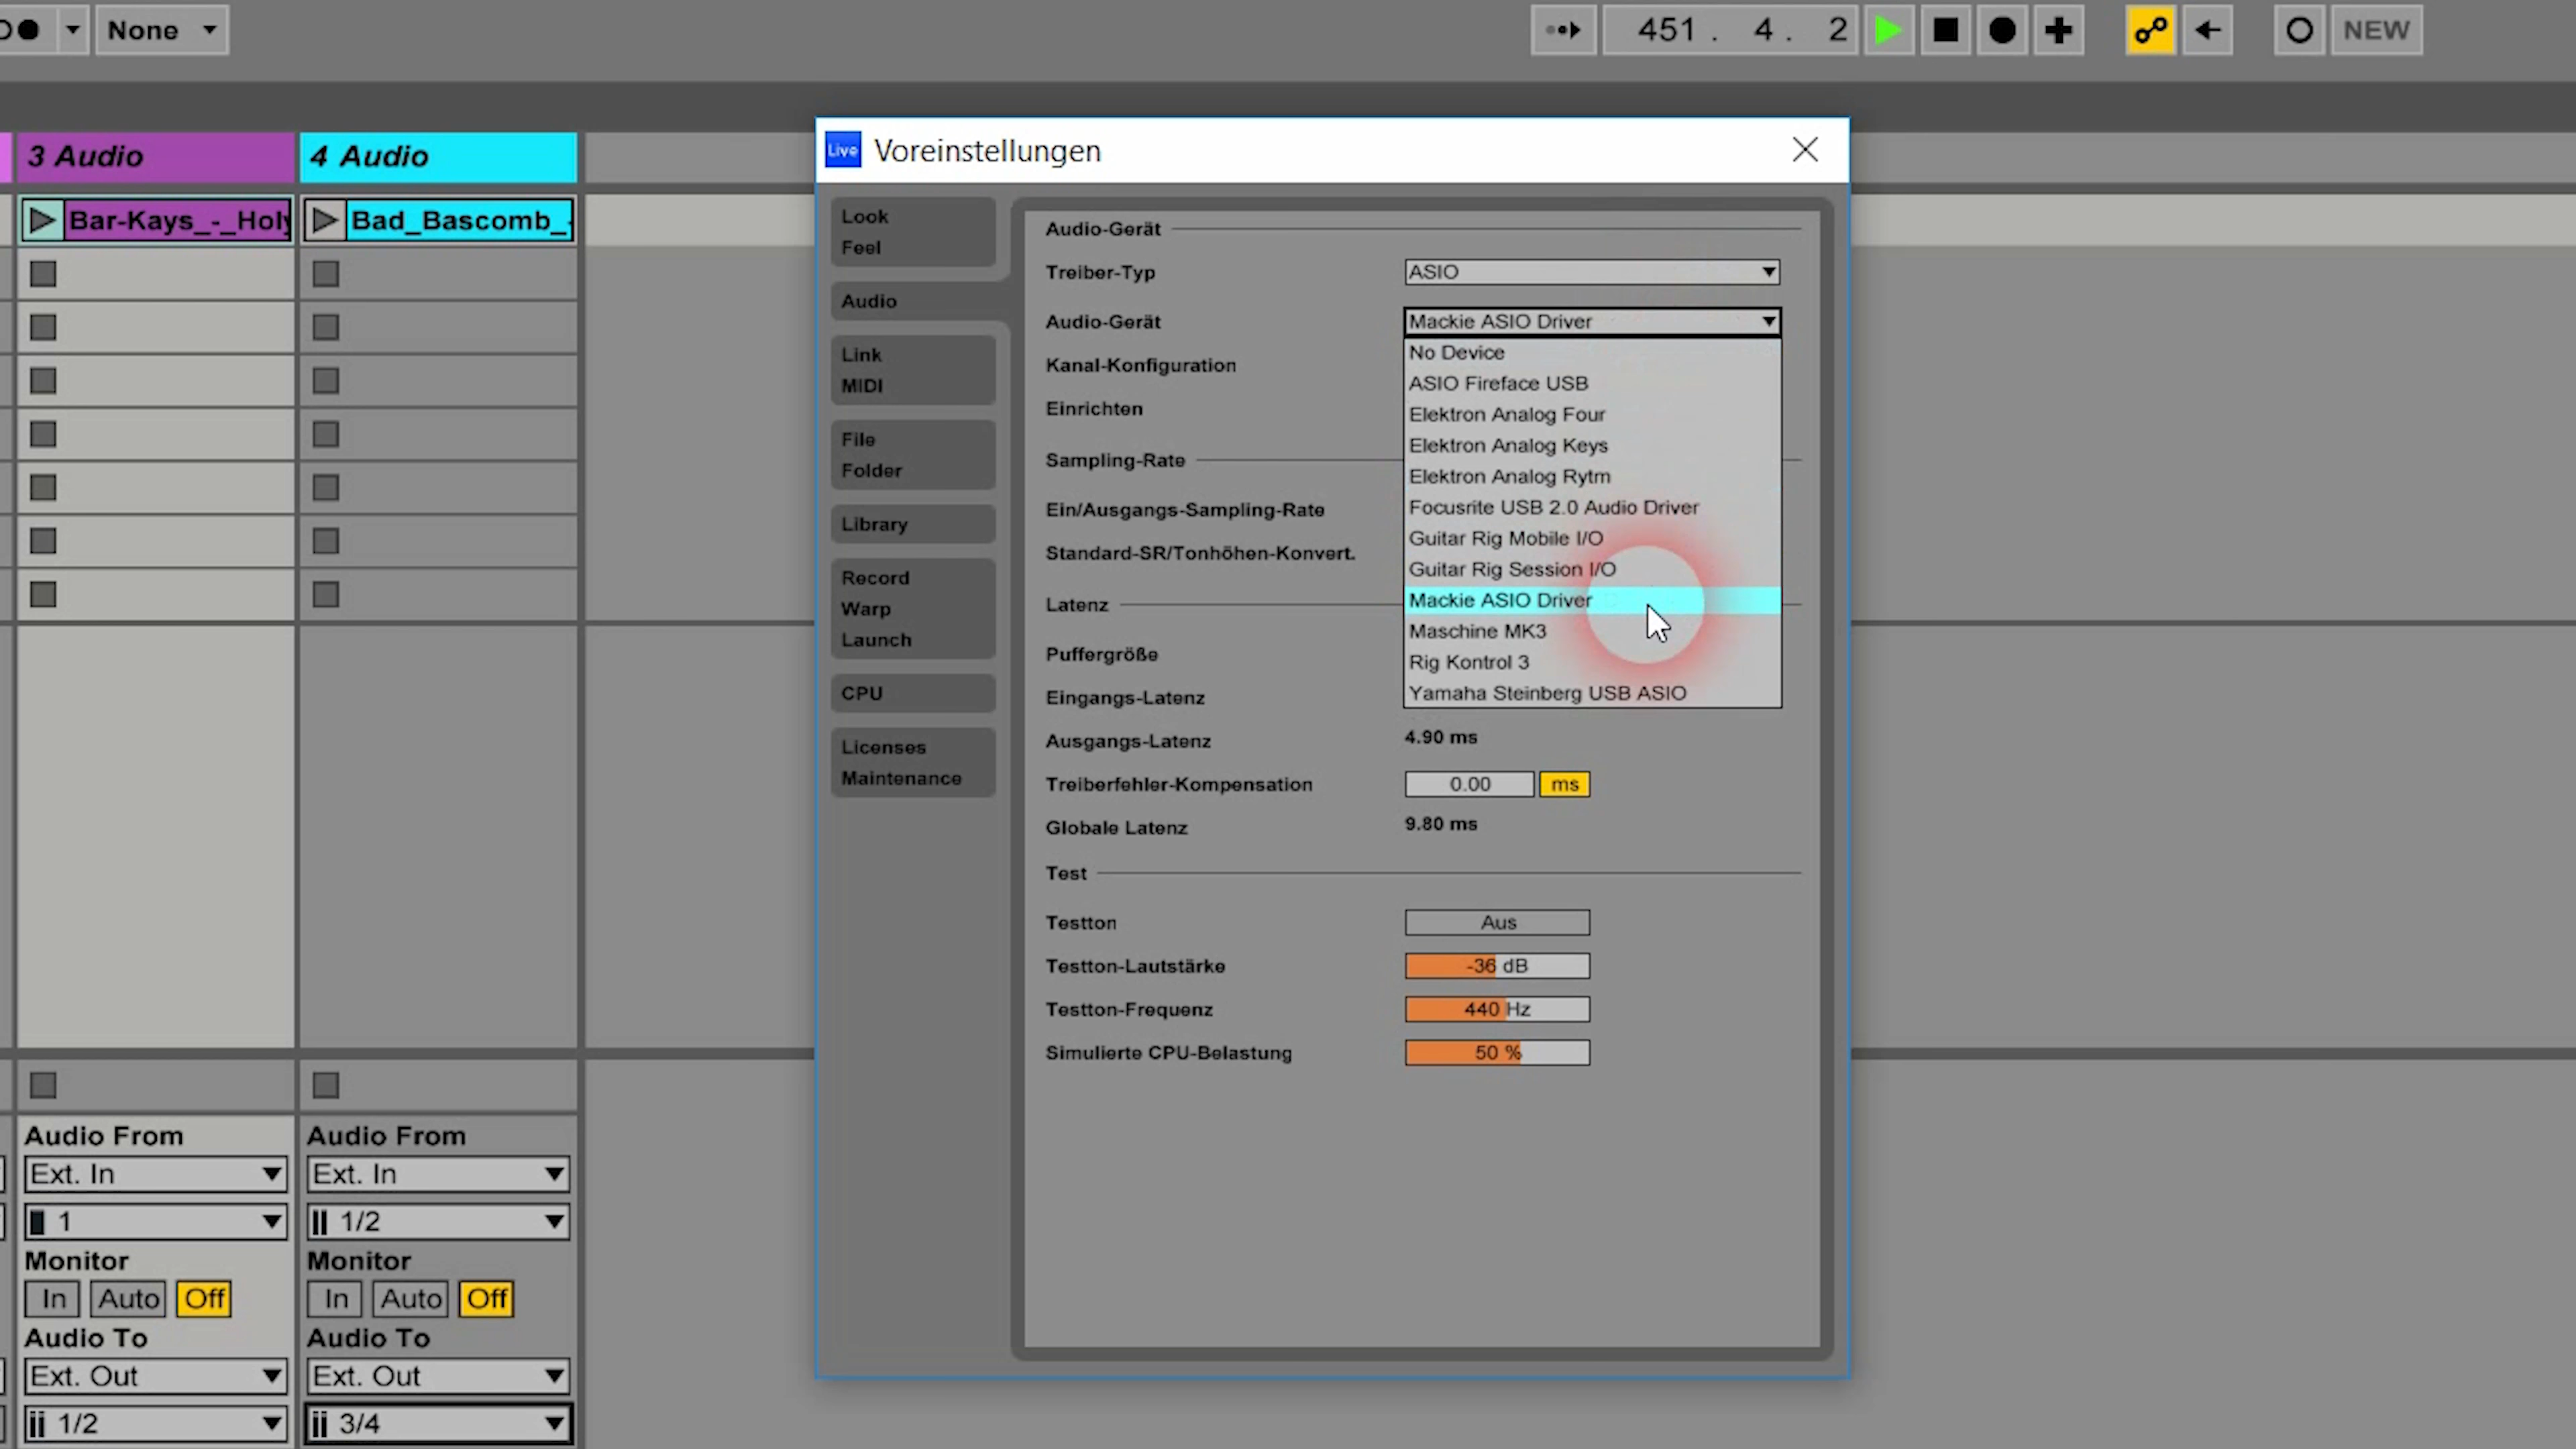 None
451 . 4 . 2
NEW
3 Audio
4 Audio
Bar-Kays_-_Holy
Bad_Bascomb_-
Live
Voreinstellungen
Look
Feel
Audio
Link
MIDI
File
Folder
Library
Record
Warp
Launch
CPU
Licenses
Maintenance
Audio-Gerät
Treiber-Typ
ASIO
Audio-Gerät
Mackie ASIO Driver
Kanal-Konfiguration
Einrichten
Sampling-Rate
Ein/Ausgangs-Sampling-Rate
Standard-SR/Tonhöhen-Konvert.
Latenz
Puffergröße
Eingangs-Latenz
No Device
ASIO Fireface USB
Elektron Analog Four
Elektron Analog Keys
Elektron Analog Rytm
Focusrite USB 2.0 Audio Driver
Guitar Rig Mobile I/O
Guitar Rig Session I/O
Mackie ASIO Driver
Maschine MK3
Rig Kontrol 3
Yamaha Steinberg USB ASIO
Ausgangs-Latenz
4.90 ms
Treiberfehler-Kompensation
0.00
ms
Globale Latenz
9.80 ms
Test
Testton
Aus
Testton-Lautstärke
-36 dB
Testton-Frequenz
440 Hz
Simulierte CPU-Belastung
50 %
Audio From
Ext. In
1
Monitor
In
Auto
Off
Audio To
Ext. Out
1/2
Audio From
Ext. In
1/2
Monitor
In
Auto
Off
Audio To
Ext. Out
3/4